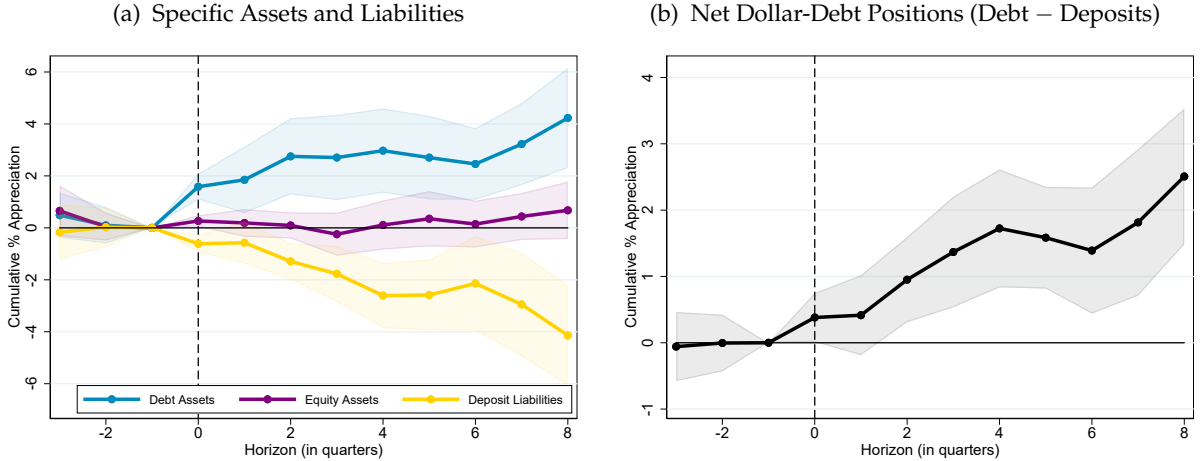 (a) Specific Assets and Liabilities
Cumulative % Appreciation
6
4
2
0
-2
-4
-6
Debt Assets
Equity Assets
Deposit Liabilities
-2
0
2
4
6
8
Horizon (in quarters)
(b) Net Dollar-Debt Positions (Debt − Deposits)
Cumulative % Appreciation
4
3
2
1
0
-1
-2
0
2
4
6
8
Horizon (in quarters)